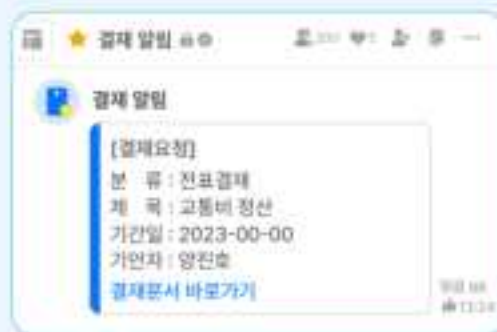 결재 알림
결재 알림
[결재요청]
분 류 : 전표결재
제 목 : 교통비 정산
기간일 : 2023-00-00
기안자 : 양진호
결재문서 바로가기